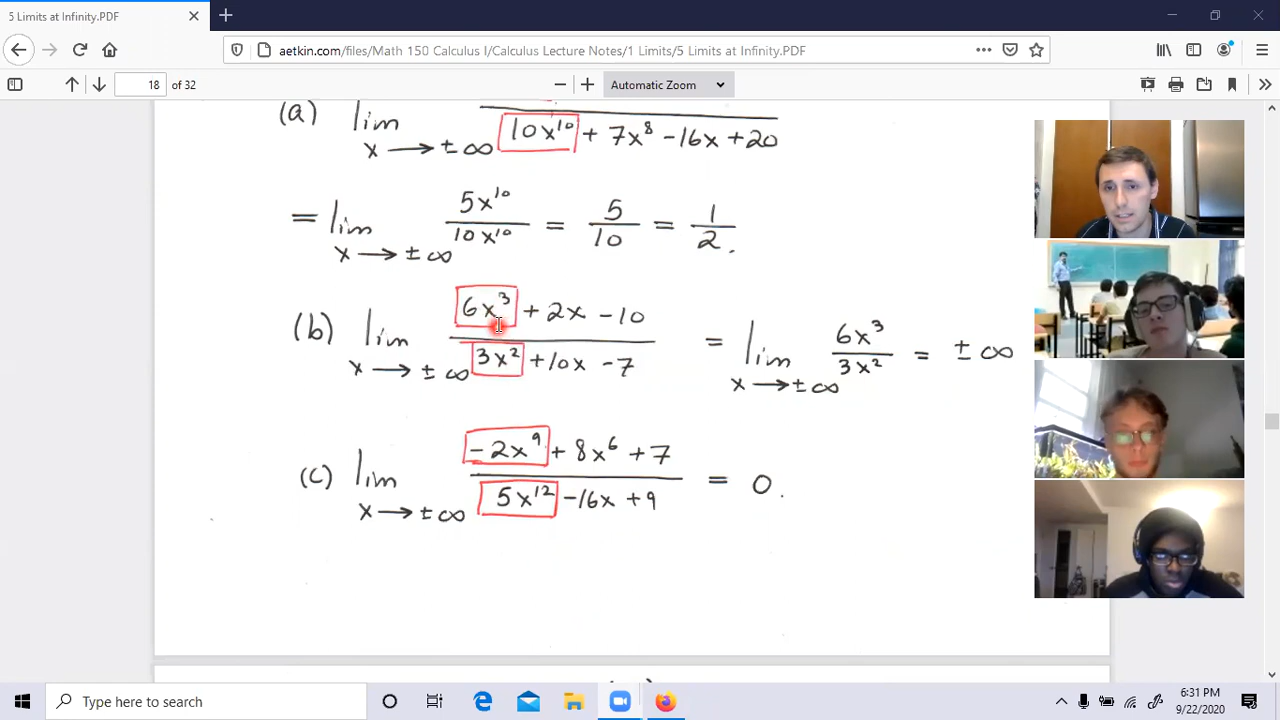 5 Limits at Infinity.PDF
aetkin.com/files/Math 150 Calculus I/Calculus Lecture Notes/1 Limits/5 Limits at Infinity.PDF
18 of 32
Automatic Zoom
(a) lim x → ±∞ 10x¹⁰ + 7x⁸ - 16x + 20
= lim x → ±∞ 5x¹⁰ / 10x¹⁰ = 5/10 = 1/2.
(b) lim x → ±∞ 6x³ + 2x - 10 / 3x² + 10x - 7 = lim x → ±∞ 6x³ / 3x² = ±∞
(c) lim x → ±∞ -2x⁹ + 8x⁶ + 7 / 5x¹² - 16x + 9 = 0.
Type here to search
6:31 PM
9/22/2020